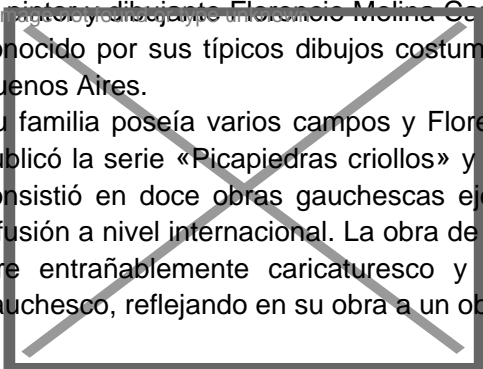 pintor y dibujante Florencio Molina Ca
nocido por sus típicos dibujos costum
uenos Aires.
u familia poseía varios campos y Flore
ublicó la serie «Picapiedras criollos» y
onsistió en doce obras gauchescas eje
fusión a nivel internacional. La obra de
re entrañablemente caricaturesco y
auchesco, reflejando en su obra a un ob